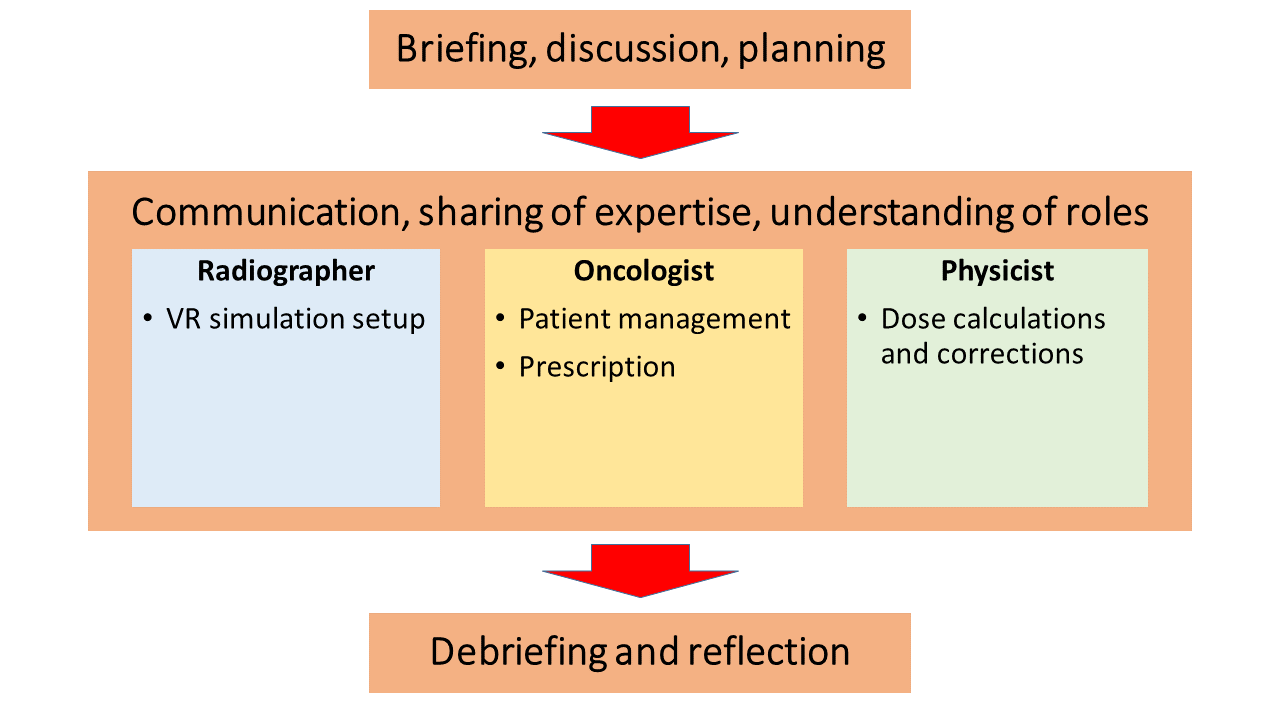 Briefing, discussion, planning
Communication, sharing of expertise, understanding of roles
Radiographer
• VR simulation setup
Oncologist
• Patient management
• Prescription
Physicist
• Dose calculations
and corrections
Debriefing and reflection